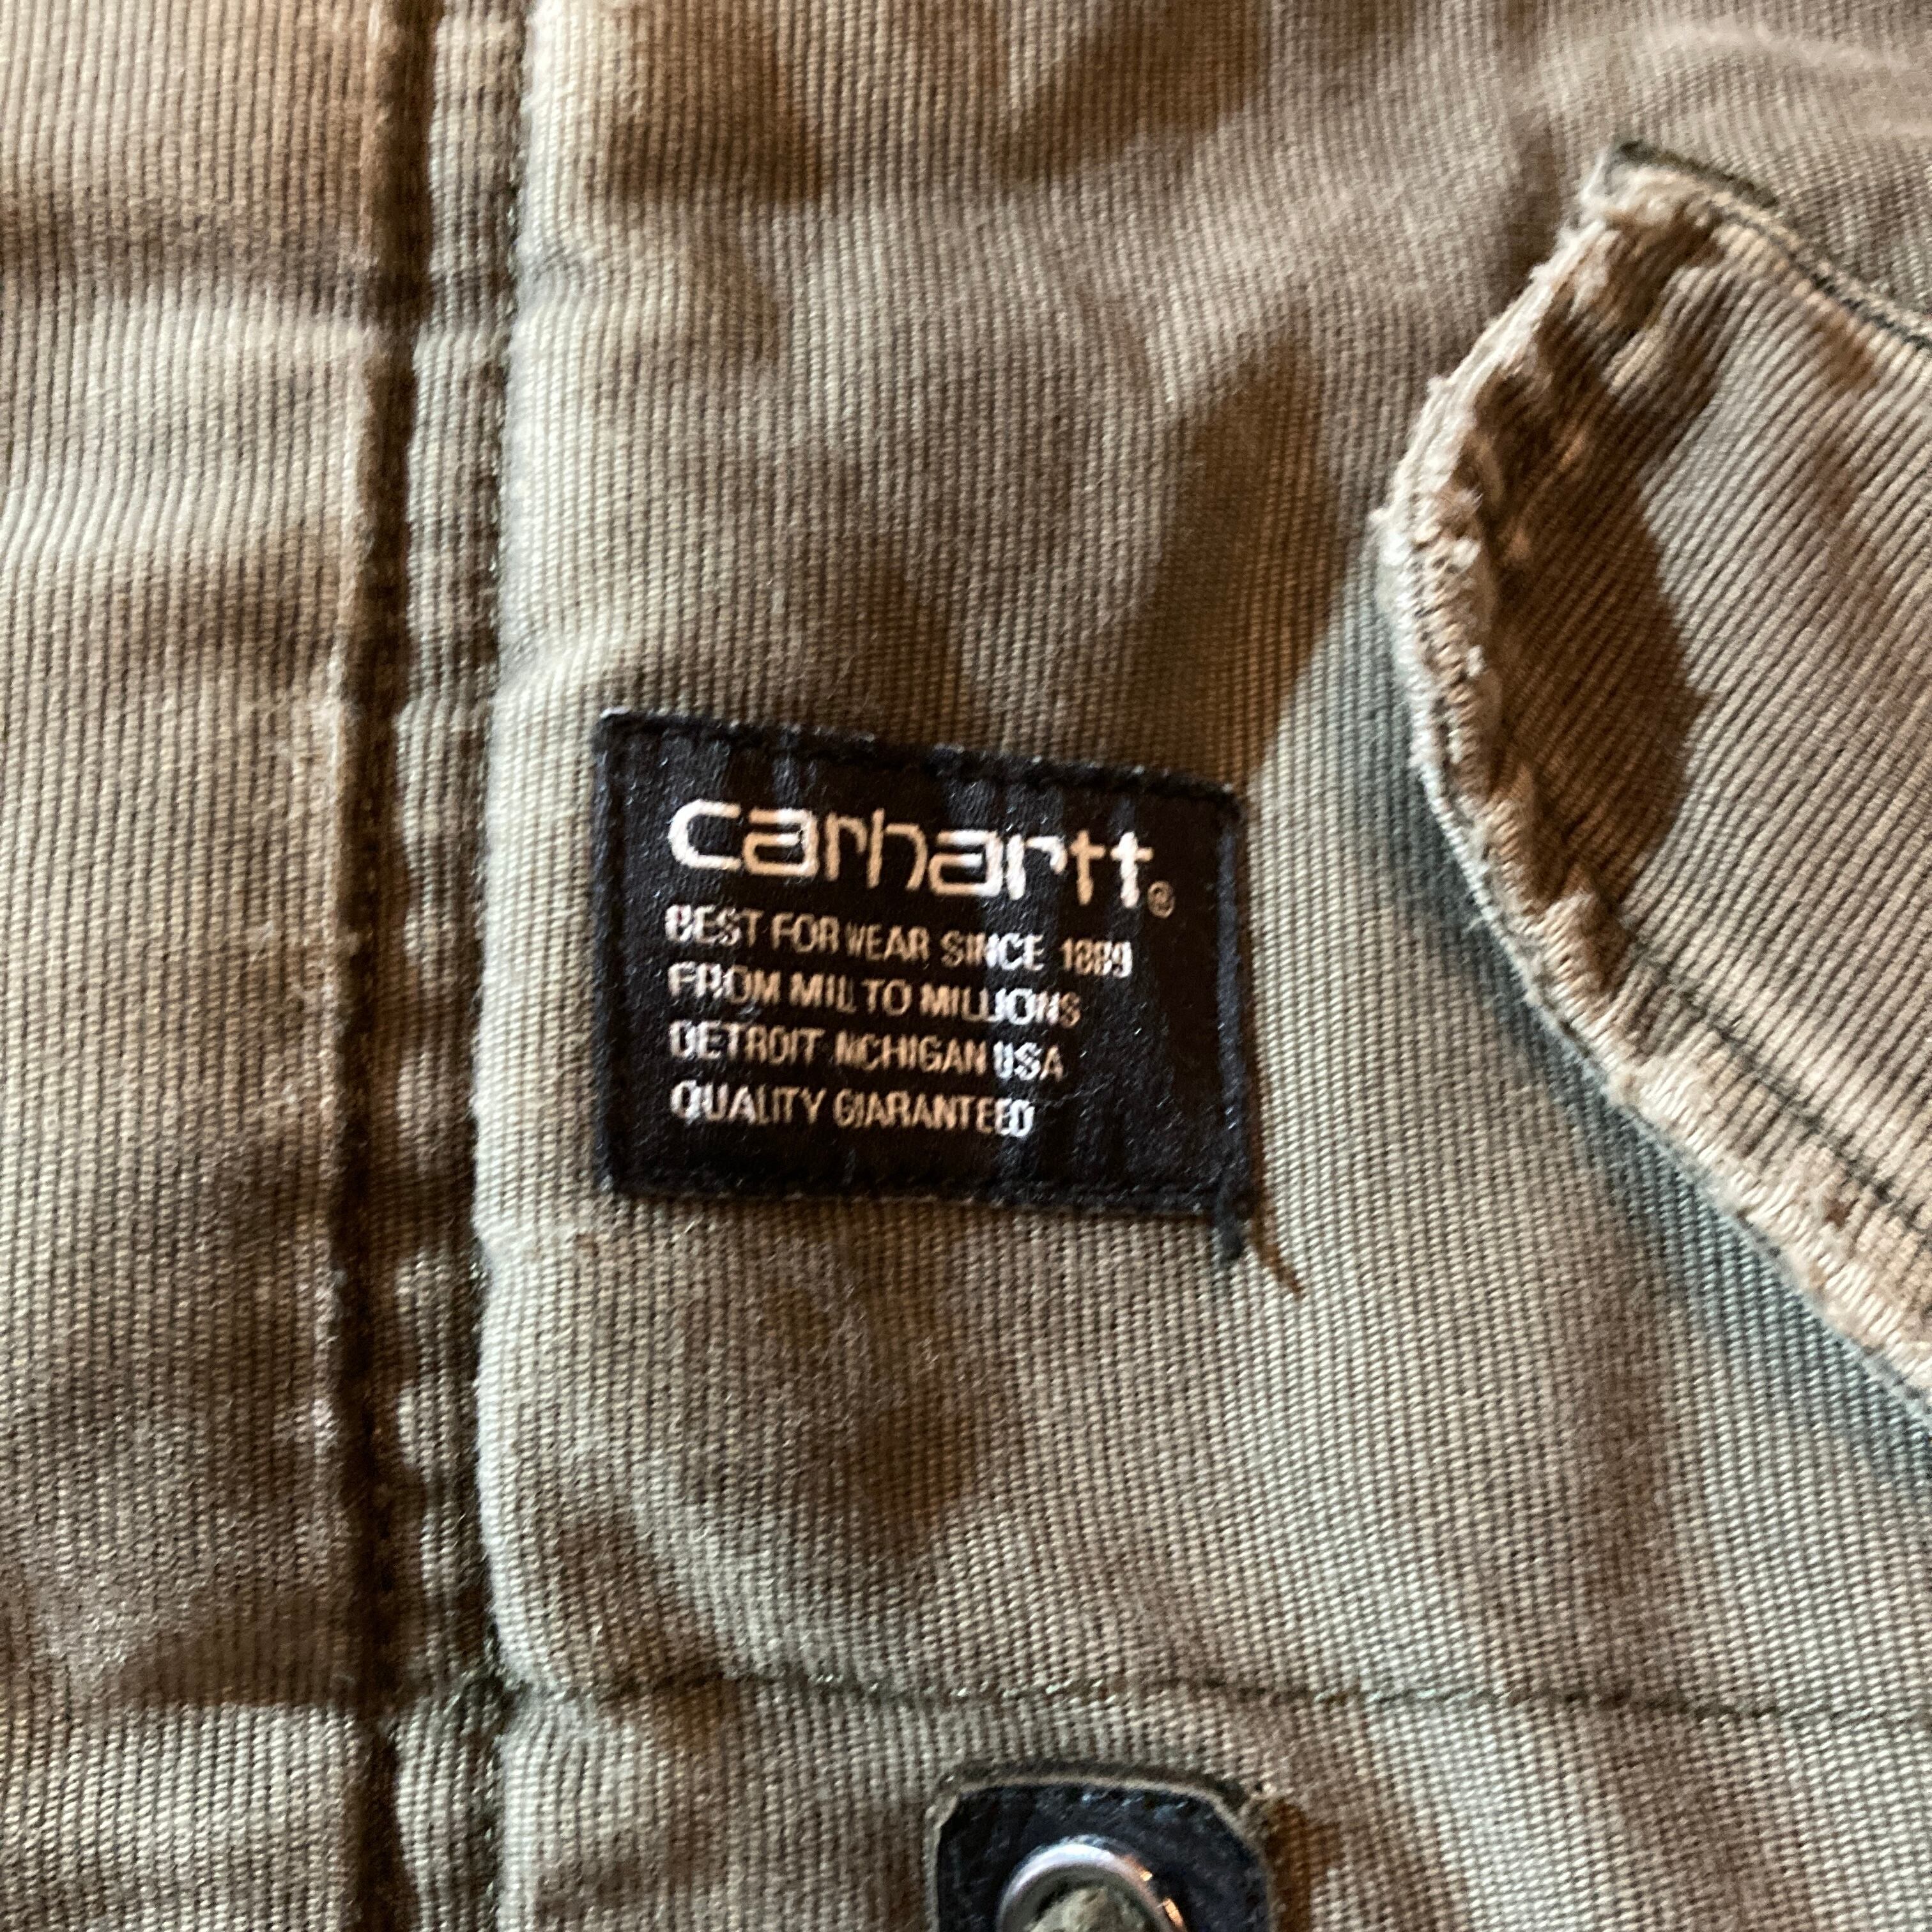 carhartt®
BEST FOR WEAR SINCE 1889
FROM MILL TO MILLIONS
DETROIT MICHIGAN USA
QUALITY GUARANTEED